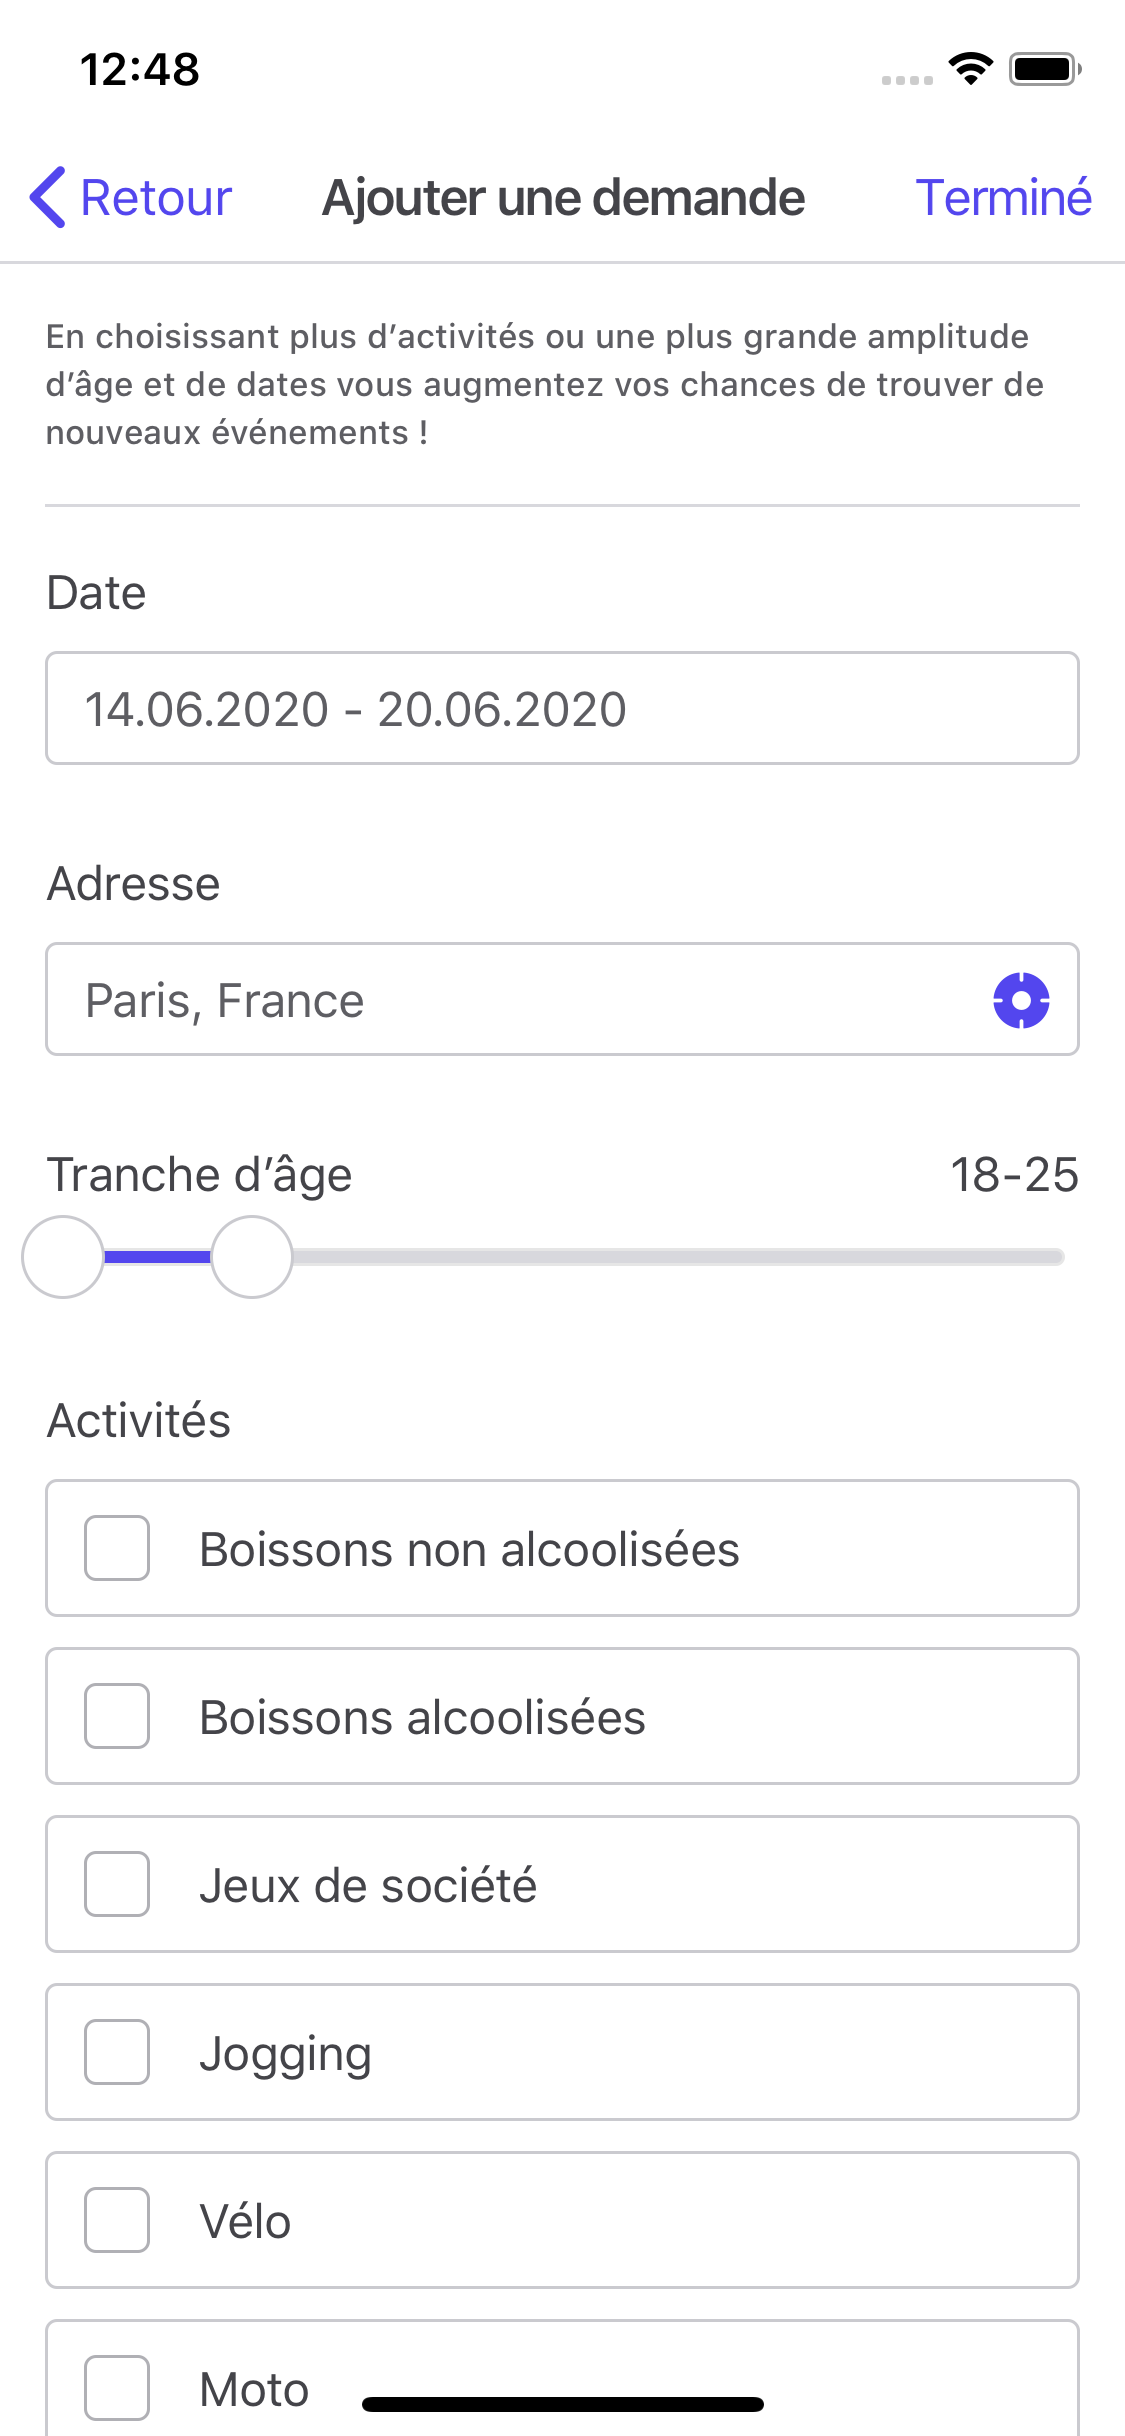 12:48
Retour
Ajouter une demande
Terminé
En choisissant plus d’activités ou une plus grande amplitude
d’âge et de dates vous augmentez vos chances de trouver de
nouveaux événements !
Date
14.06.2020 - 20.06.2020
Adresse
Paris, France
Tranche d’âge
18-25
Activités
Boissons non alcoolisées
Boissons alcoolisées
Jeux de société
Jogging
Vélo
Moto